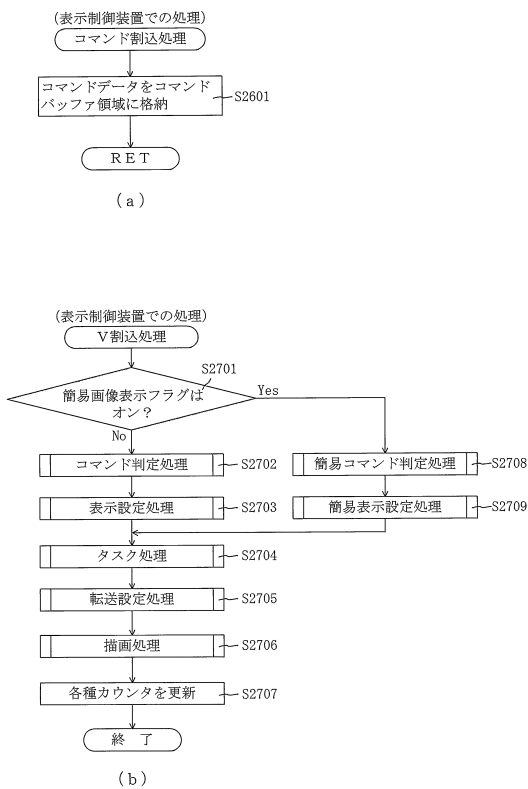 (表示制御装置での処理)
コマンド割込処理
コマンドデータをコマンド
バッファ領域に格納
S2601
RET
(a)
(表示制御装置での処理)
V割込処理
S2701
簡易画像表示フラグは
オン?
Yes
No
コマンド判定処理
S2702
簡易コマンド判定処理
S2708
表示設定処理
S2703
簡易表示設定処理
S2709
タスク処理
S2704
転送設定処理
S2705
描画処理
S2706
各種カウンタを更新
S2707
終 了
(b)